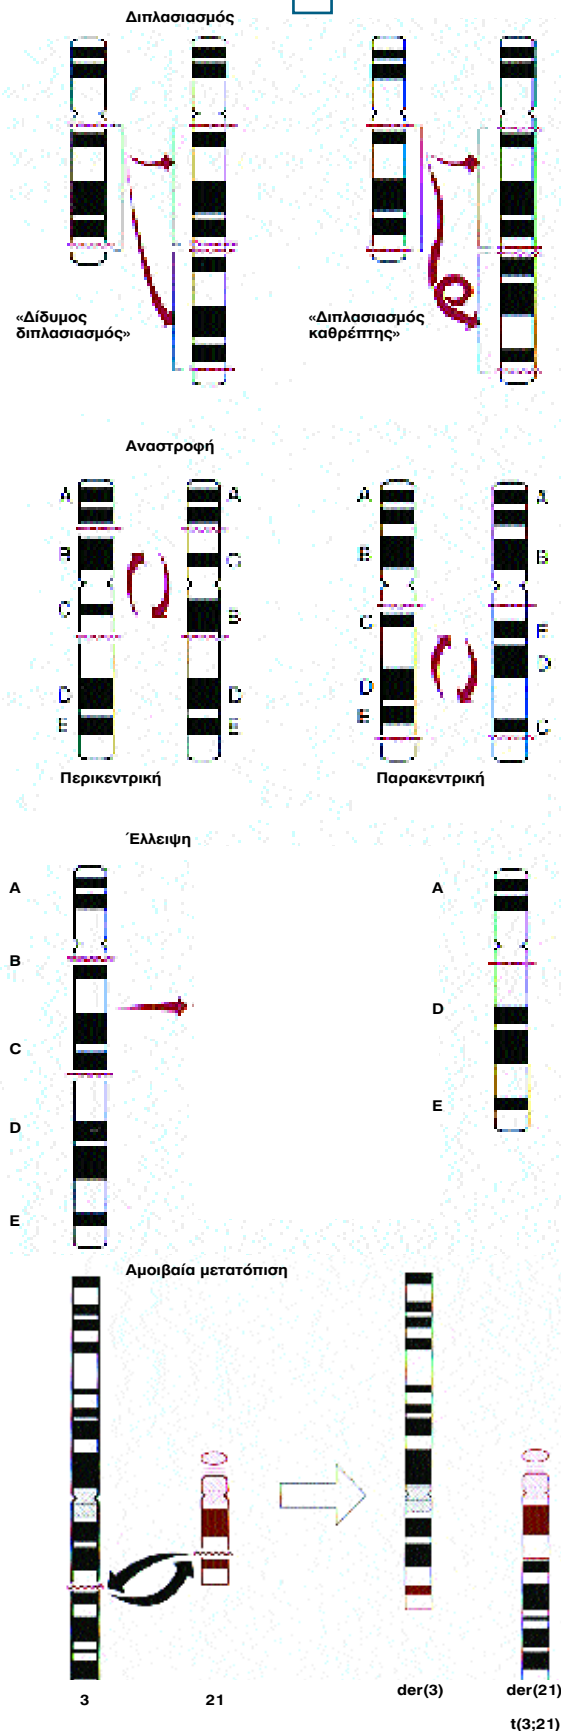 Διπλασιασμός
«Δίδυμος
διπλασιασμός»
«Διπλασιασμός
καθρέπτης»
Αναστροφή
A A A A
B C B B
C B C F
D D D D
E E E C
Περικεντρική Παρακεντρική
Έλλειψη
A A
B
C D
D E
E
Αμοιβαία μετατόπιση
3 21 der(3) der(21)
t(3;21)